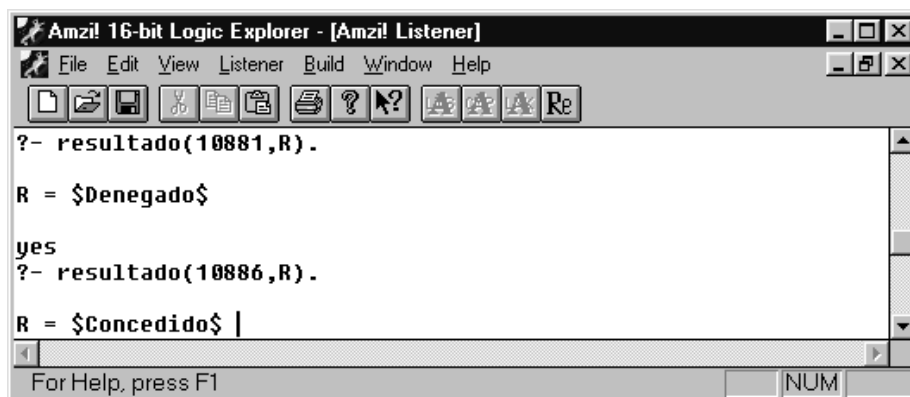 Amzi! 16-bit Logic Explorer - [Amzi! Listener]
File Edit View Listener Build Window Help
Re
?- resultado(10881,R).
R = $Denegado$
yes
?- resultado(10886,R).
R = $Concedido$
For Help, press F1 NUM